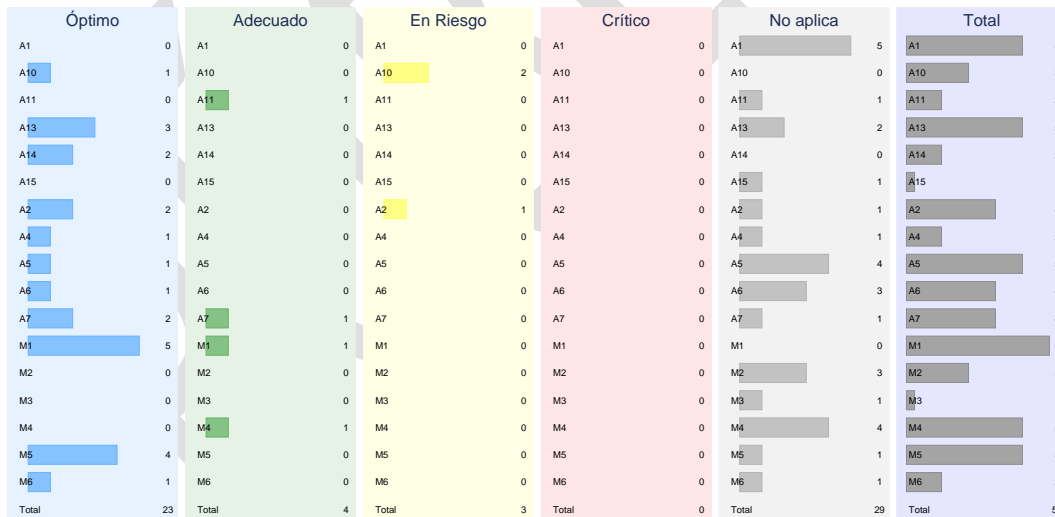 Óptimo Adecuado En Riesgo Crítico No aplica Total
A1 0 A1 0 A1 0 A1 0 A1 5 A1
A10 1 A10 0 A10 2 A10 0 A10 0 A10
A11 0 A11 1 A11 0 A11 0 A11 1 A11
A13 3 A13 0 A13 0 A13 0 A13 2 A13
A14 2 A14 0 A14 0 A14 0 A14 0 A14
A15 0 A15 0 A15 0 A15 0 A15 1 A15
A2 2 A2 0 A2 1 A2 0 A2 1 A2
A4 1 A4 0 A4 0 A4 0 A4 1 A4
A5 1 A5 0 A5 0 A5 0 A5 4 A5
A6 1 A6 0 A6 0 A6 0 A6 3 A6
A7 2 A7 1 A7 0 A7 0 A7 1 A7
M1 5 M1 1 M1 0 M1 0 M1 0 M1
M2 0 M2 0 M2 0 M2 0 M2 3 M2
M3 0 M3 0 M3 0 M3 0 M3 1 M3
M4 0 M4 1 M4 0 M4 0 M4 4 M4
M5 4 M5 0 M5 0 M5 0 M5 1 M5
M6 1 M6 0 M6 0 M6 0 M6 1 M6
Total 23 Total 4 Total 3 Total 0 Total 29 Total